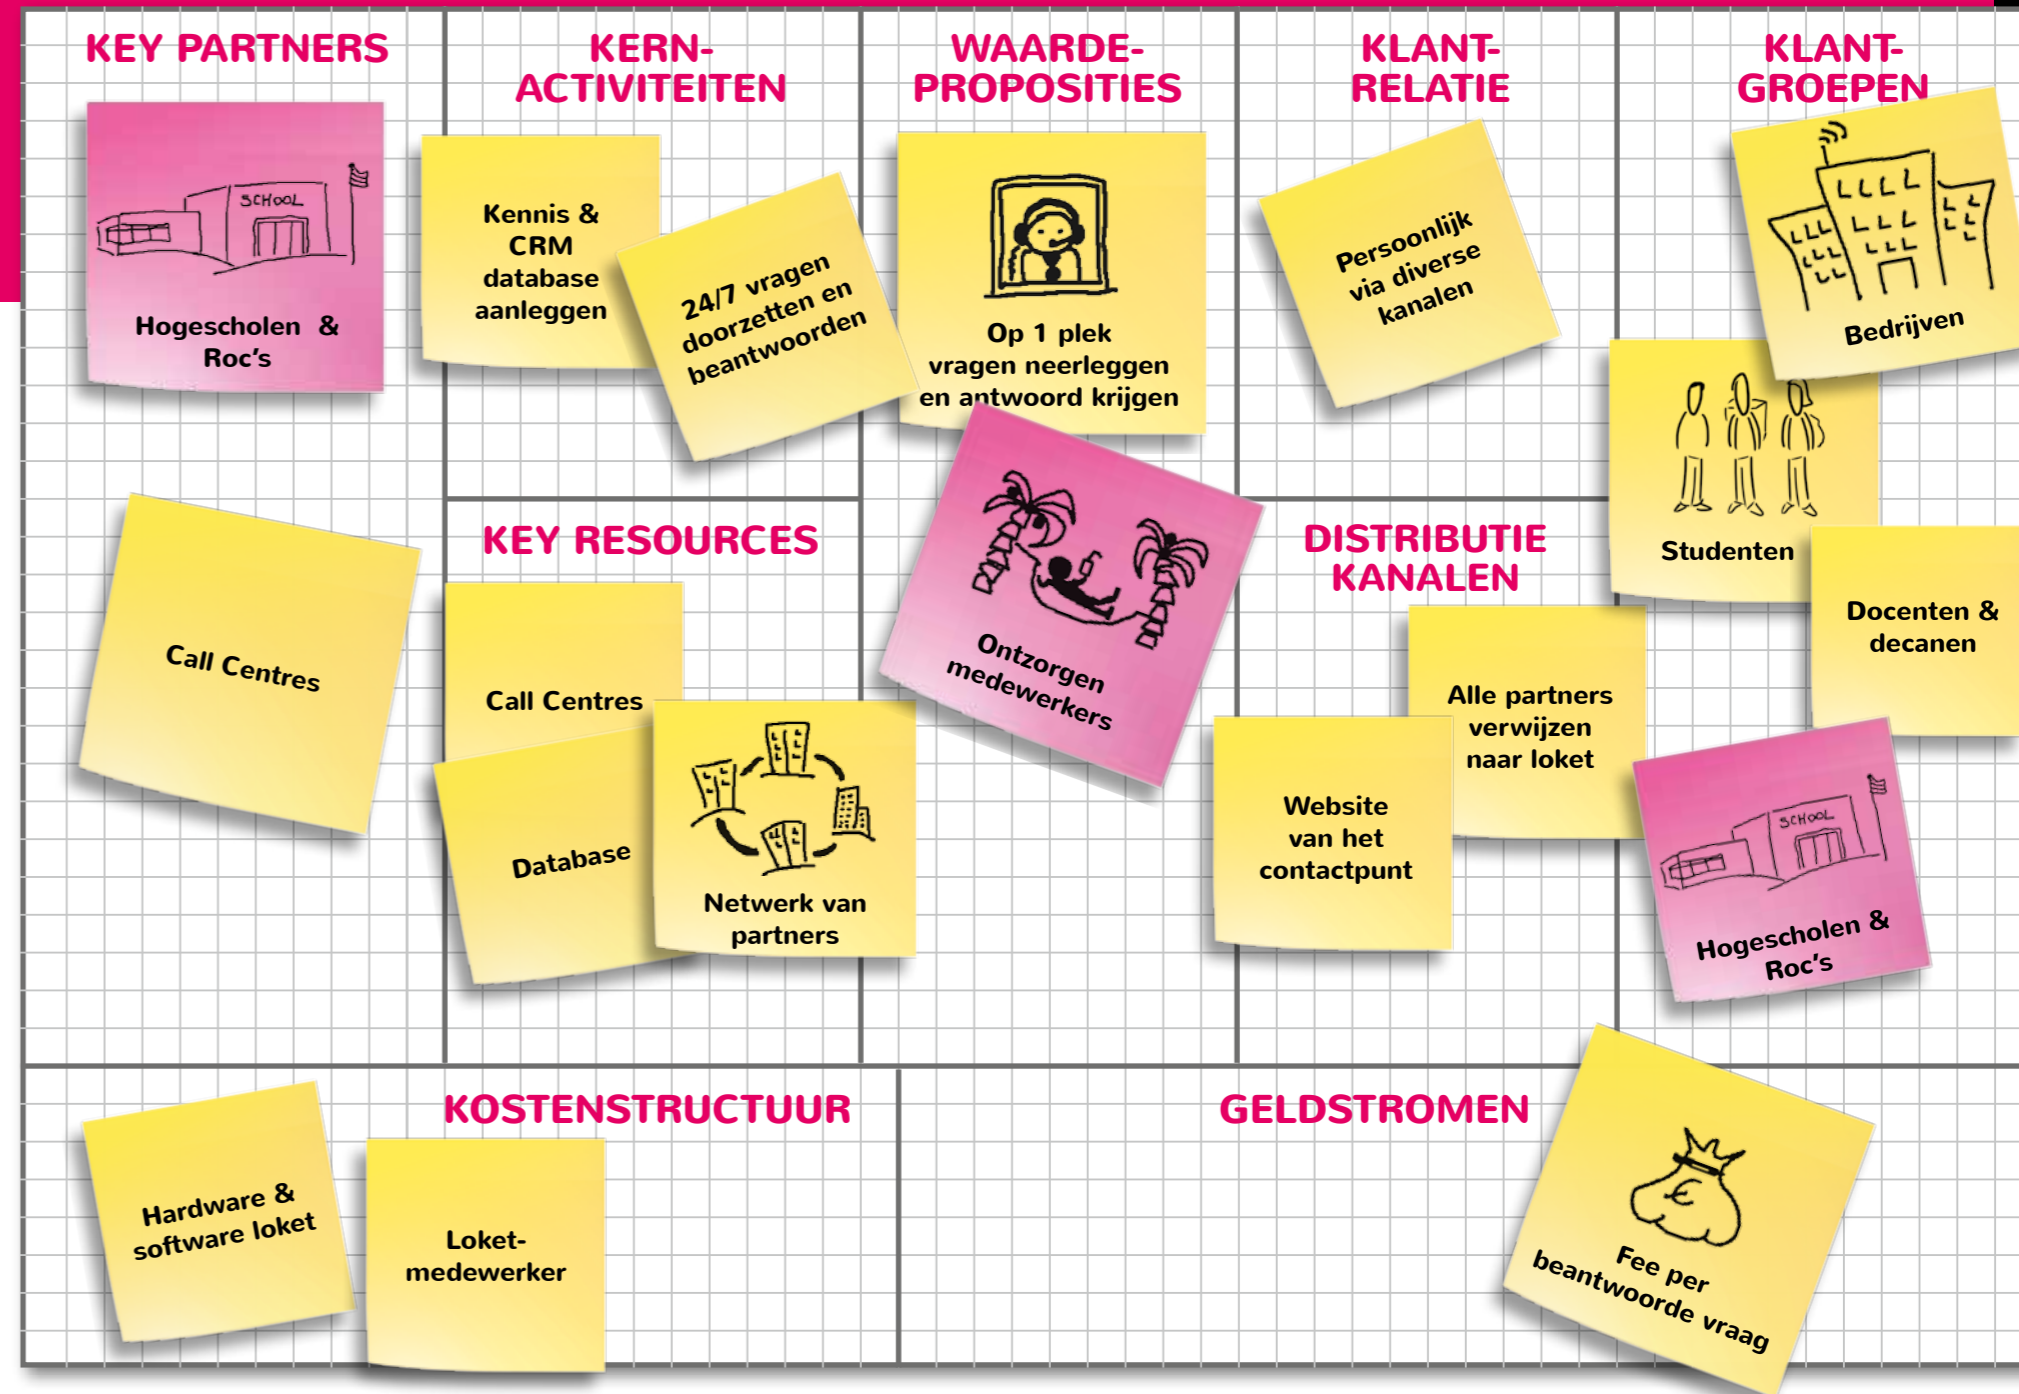 KEY PARTNERS
SCHOOL
Hogescholen &
Roc's
Call Centres
KERN-
ACTIVITEITEN
Kennis &
CRM
database
aanleggen
24/7 vragen
doorzetten en
beantwoorden
KEY RESOURCES
Call Centres
Database
Netwerk van
partners
WAARDE-
PROPOSITIES
Op 1 plek
vragen neerleggen
en antwoord krijgen
Ontzorgen
medewerkers
KLANT-
RELATIE
Persoonlijk
via diverse
kanalen
DISTRIBUTIE
KANALEN
Alle partners
verwijzen
naar loket
Website
van het
contactpunt
KLANT-
GROEPEN
Bedrijven
Studenten
Docenten &
decanen
SCHOOL
Hogescholen &
Roc's
KOSTENSTRUCTUUR
Hardware &
software loket
Loket-
medewerker
GELDSTROMEN
€
Fee per
beantwoorde vraag